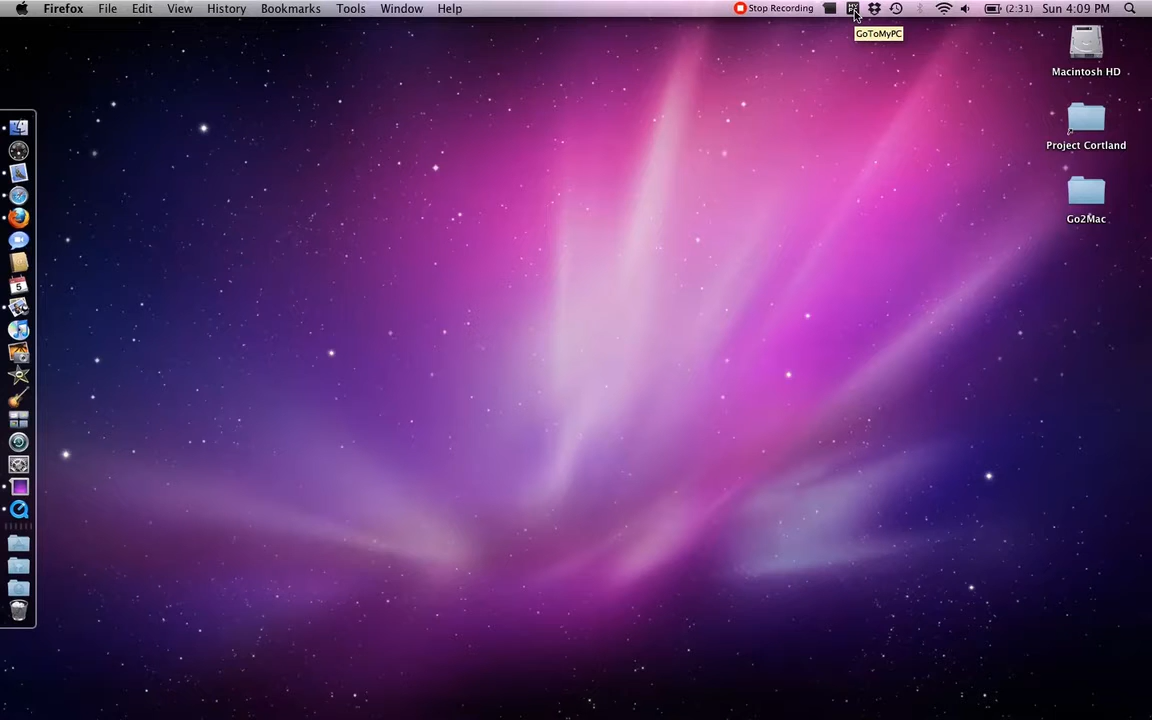 Firefox File Edit View History Bookmarks Tools Window Help Stop Recording (2:31) Sun 4:09 PM
GoToMyPC
Macintosh HD
Project Cortland
Go2Mac
5